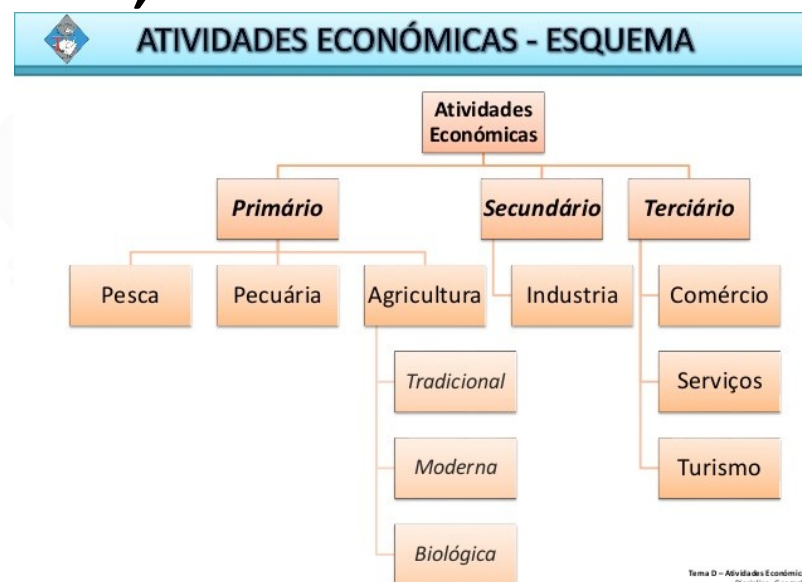 ATIVIDADES ECONÓMICAS - ESQUEMA
Atividades
Económicas
Primário
Secundário
Terciário
Pesca
Pecuária
Agricultura
Industria
Comércio
Tradicional
Serviços
Moderna
Turismo
Biológica
Tema D – Atividades Económic